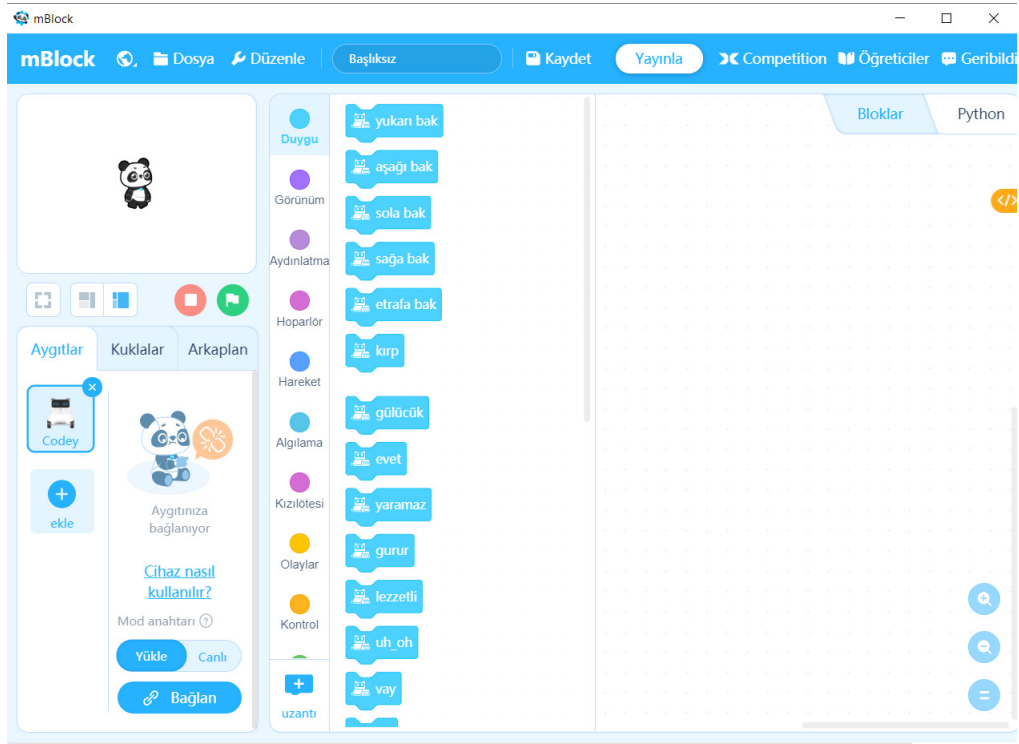 mBlock
mBlock Dosya Düzenle Başlıksız Kaydet Yayınla Competition Öğreticiler Geribildi
Bloklar Python
Duygu
Görünüm
Aydınlatma
Hoparlör
Hareket
Algılama
Kızılötesi
Olaylar
Kontrol
uzantı
yukarı bak
aşağı bak
sola bak
sağa bak
etrafa bak
kırp
gülücük
evet
yaramaz
gurur
lezzetli
uh_oh
vay
Aygıtlar Kuklalar Arkaplan
Codey
ekle
Aygıtınıza
bağlanıyor
Cihaz nasıl
kullanılır?
Mod anahtarı ?
Yükle Canlı
Bağlan